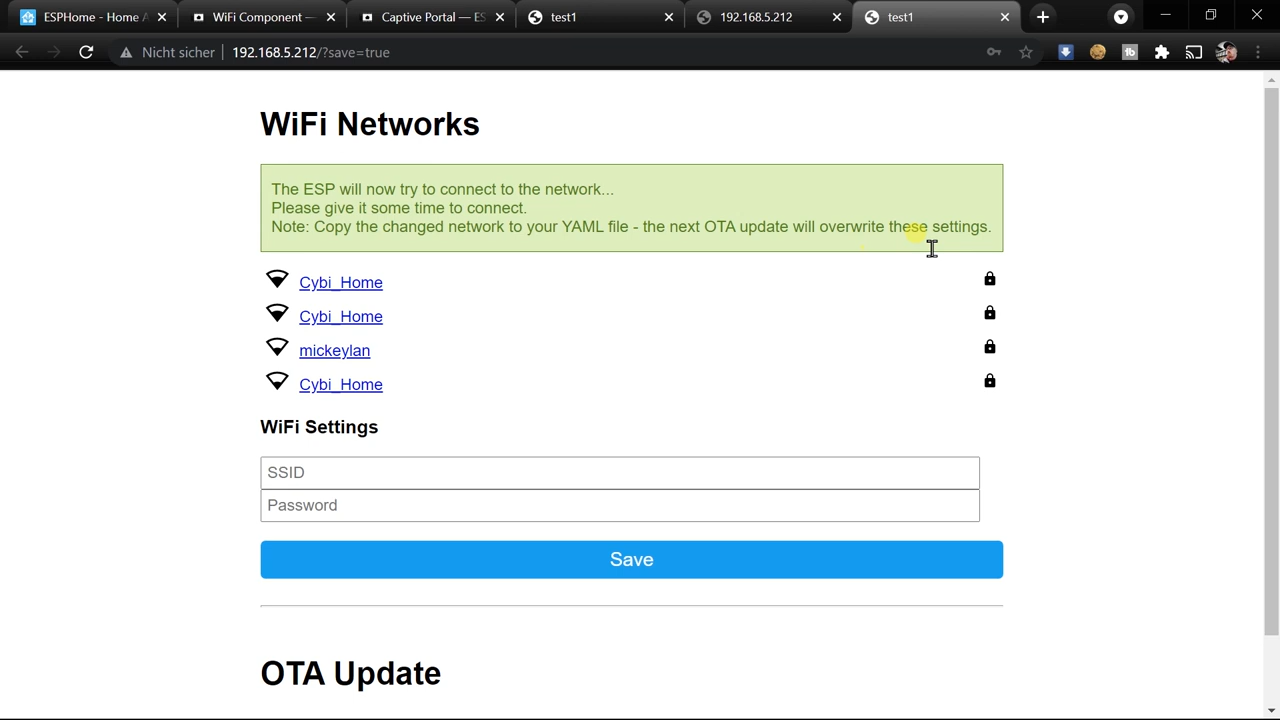 ESPHome - Home A
WiFi Component —
Captive Portal — ES
test1
192.168.5.212
test1
Nicht sicher
192.168.5.212/?save=true
WiFi Networks
The ESP will now try to connect to the network...
Please give it some time to connect.
Note: Copy the changed network to your YAML file - the next OTA update will overwrite these settings.
Cybi_Home
Cybi_Home
mickeylan
Cybi_Home
WiFi Settings
SSID
Password
Save
OTA Update